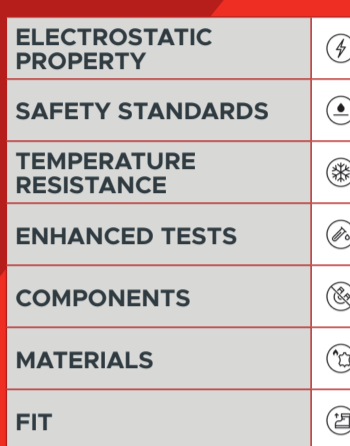 ELECTROSTATIC
PROPERTY
SAFETY STANDARDS
TEMPERATURE
RESISTANCE
ENHANCED TESTS
COMPONENTS
MATERIALS
FIT